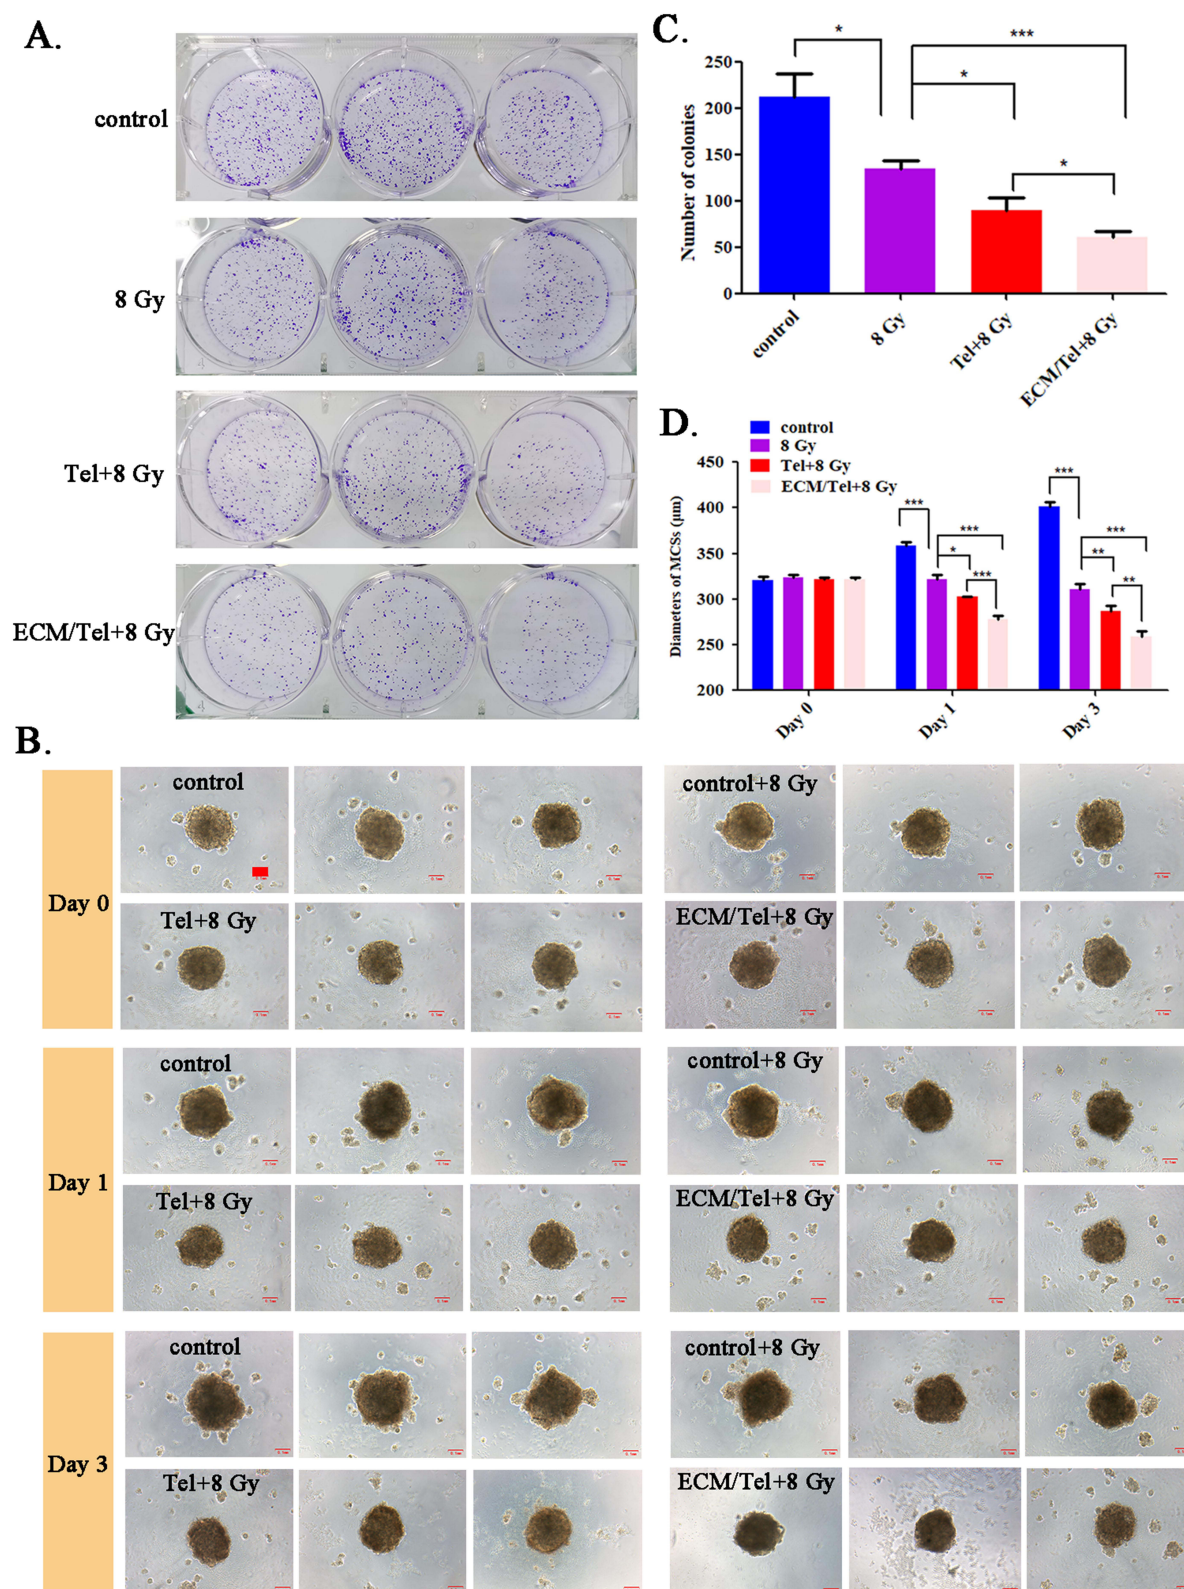 A.
control
8 Gy
Tel+8 Gy
ECM/Tel+8 Gy
C.
Number of colonies
250
200
150
100
50
0
*
***
*
*
control
8 Gy
Tel+8 Gy
ECM/Tel+8 Gy
D.
control
8 Gy
Tel+8 Gy
ECM/Tel+8 Gy
Diameters of MCSs (μm)
450
400
350
300
250
200
***
***
*
***
***
***
**
**
Day 0
Day 1
Day 3
B.
Day 0
control
control+8 Gy
Tel+8 Gy
ECM/Tel+8 Gy
Day 1
control
control+8 Gy
Tel+8 Gy
ECM/Tel+8 Gy
Day 3
control
control+8 Gy
Tel+8 Gy
ECM/Tel+8 Gy